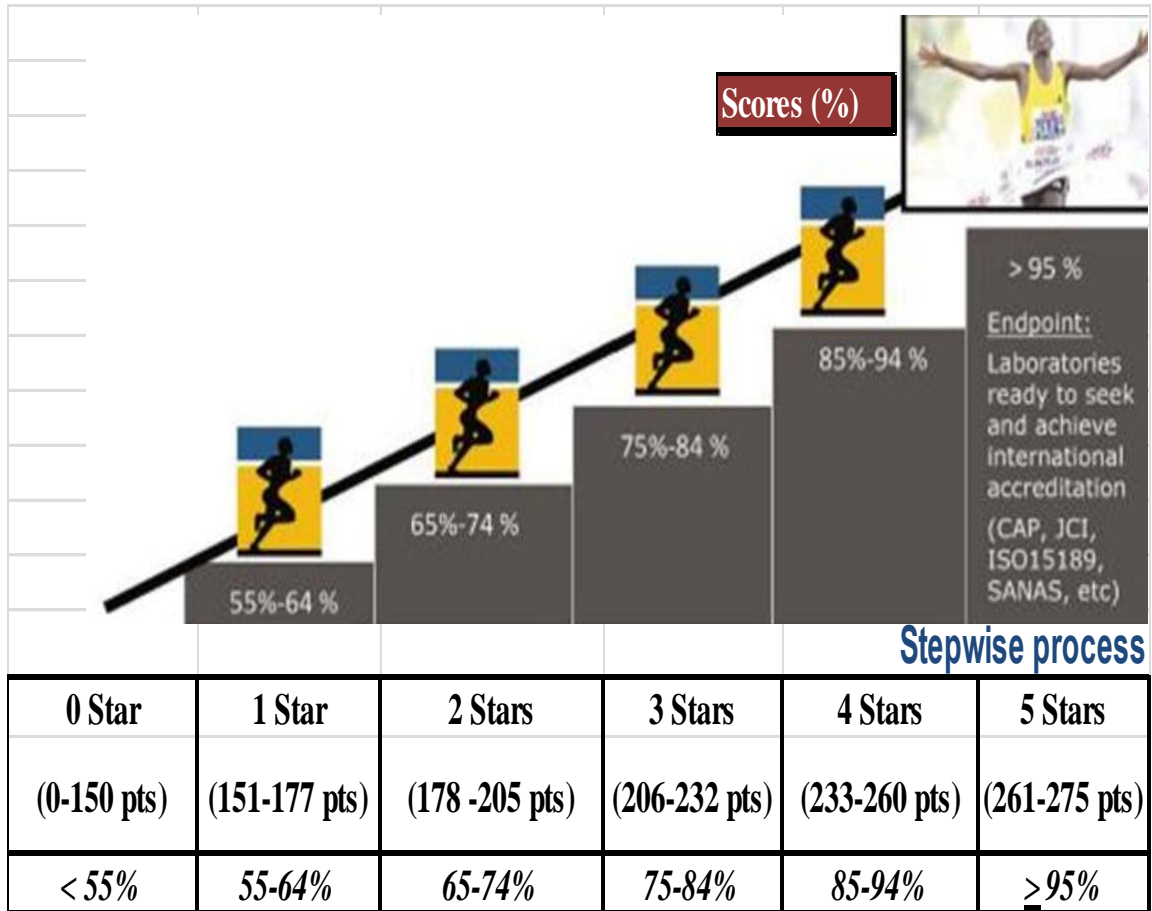 Scores (%)
> 95 %
Endpoint:
Laboratories
ready to seek
and achieve
international
accreditation
(CAP, JCI,
ISO15189,
SANAS, etc)
85%-94 %
75%-84 %
65%-74 %
55%-64 %
Stepwise process
0 Star 1 Star 2 Stars 3 Stars 4 Stars 5 Stars
(0-150 pts) (151-177 pts) (178 -205 pts) (206-232 pts) (233-260 pts) (261-275 pts)
< 55% 55-64% 65-74% 75-84% 85-94% ≥ 95%